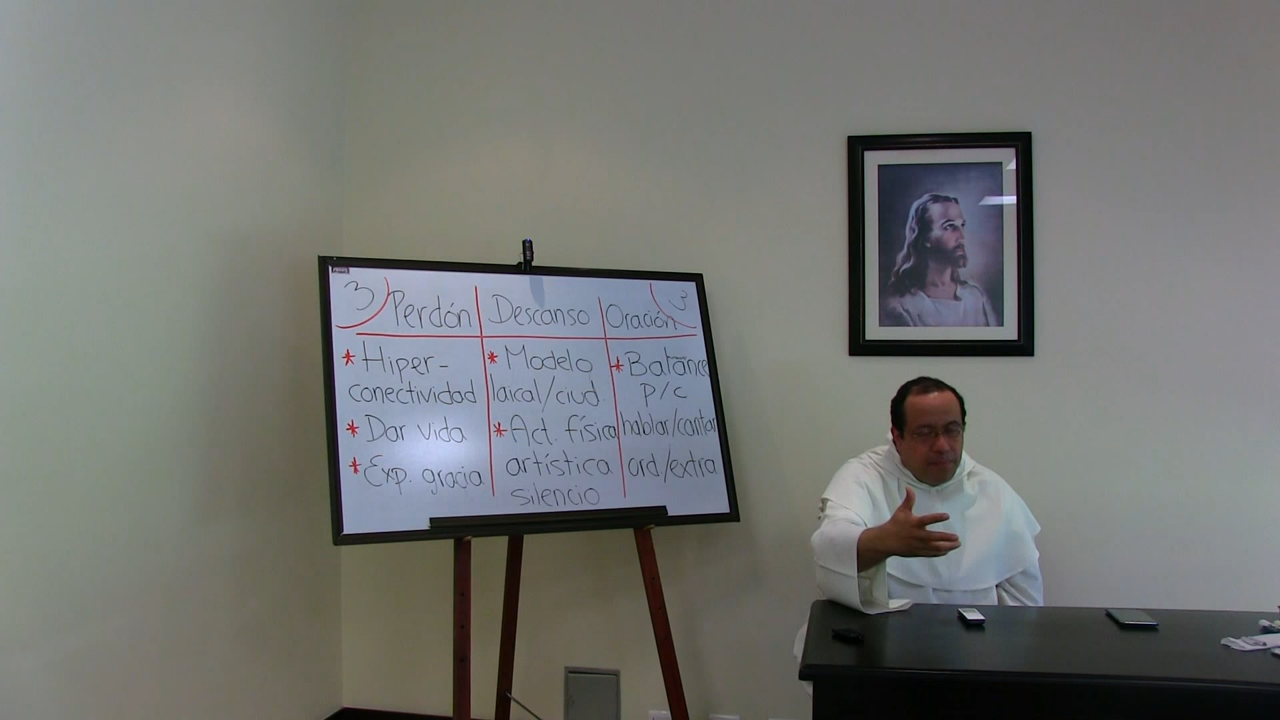 3 Perdón Descanso Oración 3
* Hiper-
conectividad
* Dar vida
* Exp. gracia
* Modelo
laical/ciud.
* Act. física
artística
silencio
* Balance
P/C
hablar/cantar
ord/extra